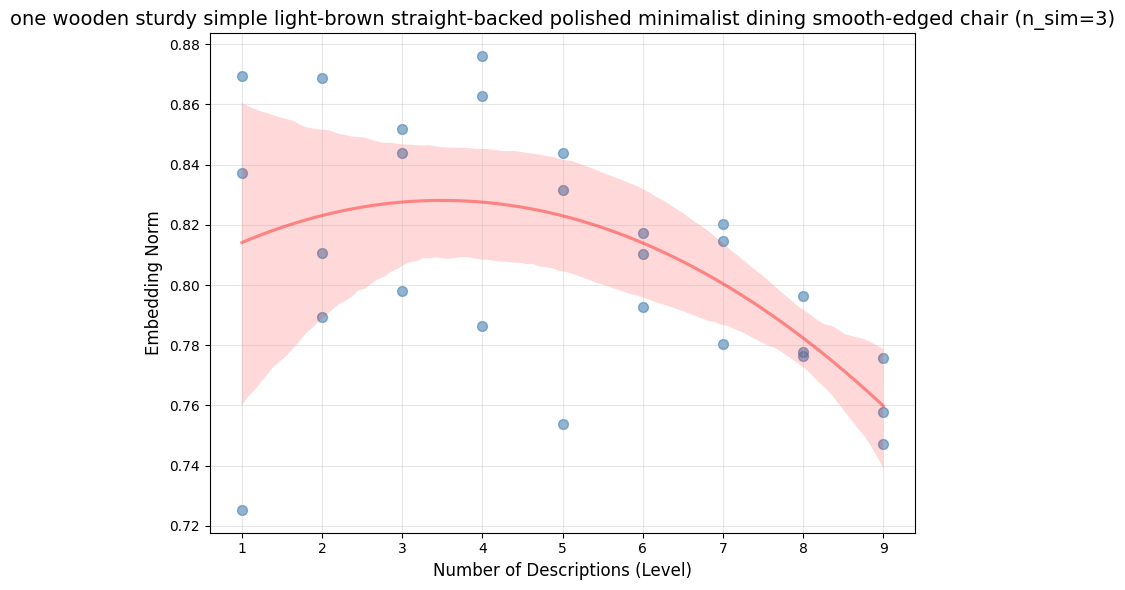 one wooden sturdy simple light-brown straight-backed polished minimalist dining smooth-edged chair (n_sim=3)
0.88
0.86
0.84
0.82
0.80
0.78
0.76
0.74
0.72
Embedding Norm
1 2 3 4 5 6 7 8 9
Number of Descriptions (Level)